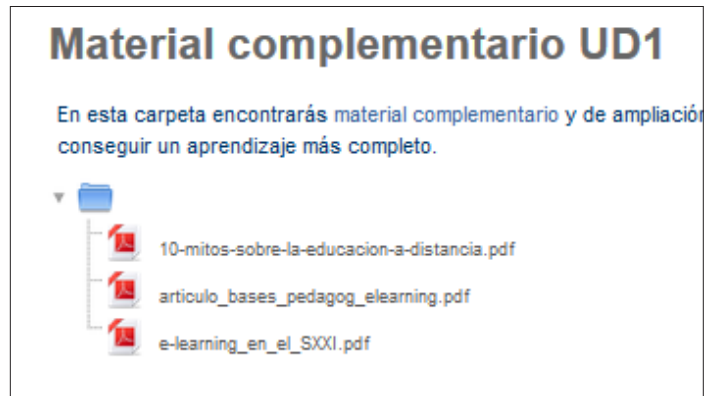 Material complementario UD1
En esta carpeta encontrarás material complementario y de ampliación
conseguir un aprendizaje más completo.
10-mitos-sobre-la-educacion-a-distancia.pdf
articulo_bases_pedagog_elearning.pdf
e-learning_en_el_SXXI.pdf